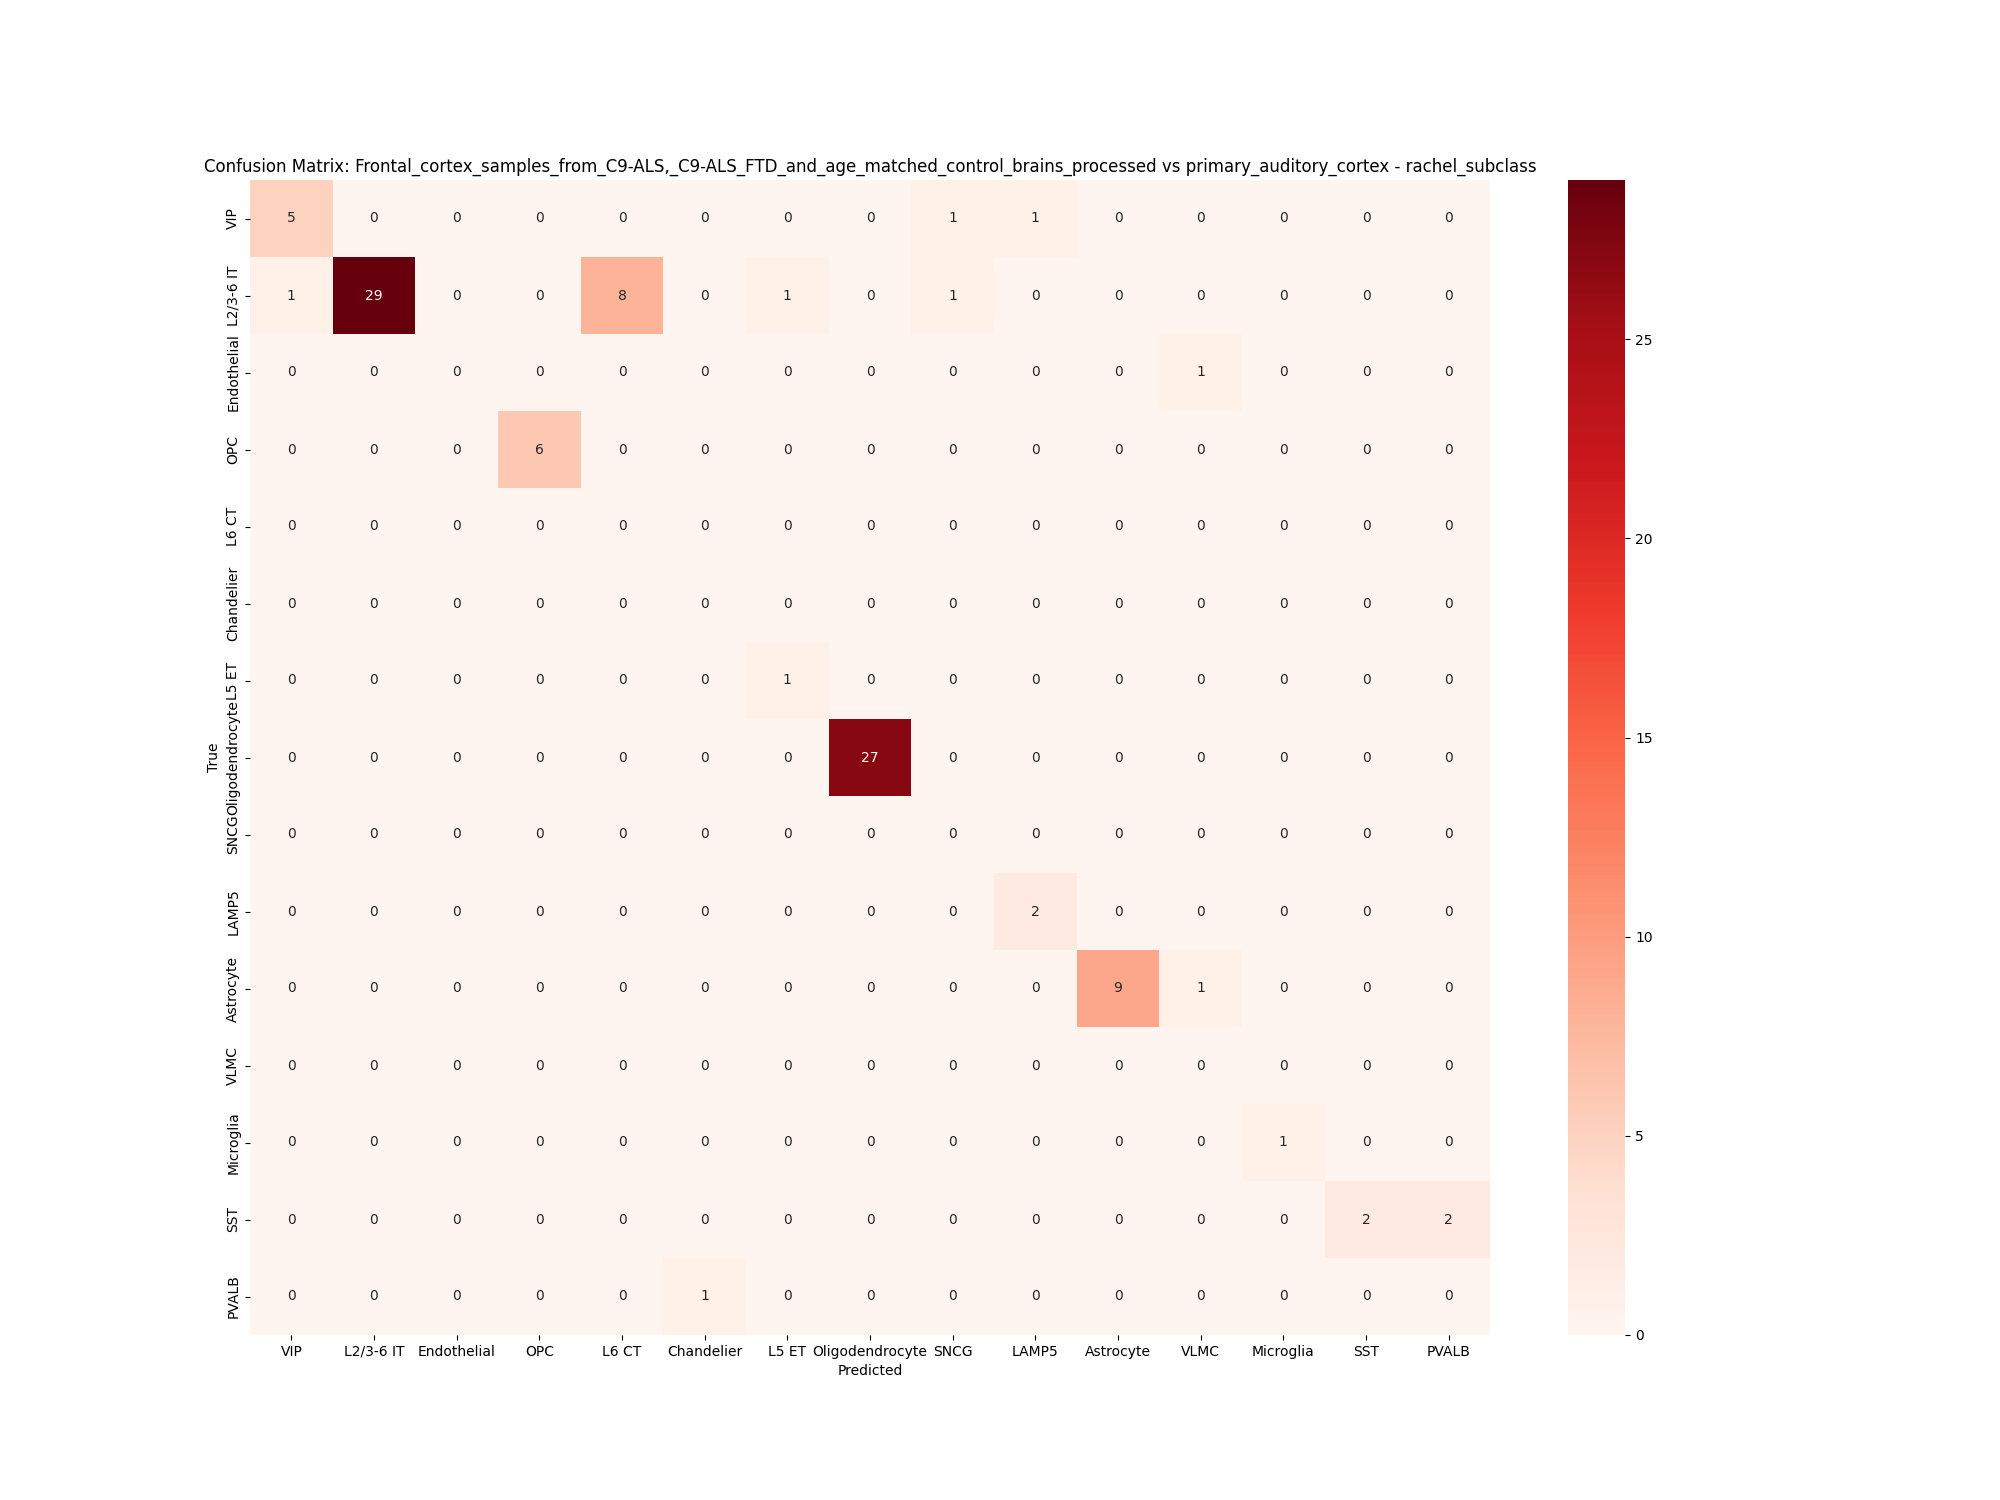 Confusion Matrix: Frontal_cortex_samples_from_C9-ALS,_C9-ALS_FTD_and_age_matched_control_brains_processed vs primary_auditory_cortex - rachel_subclass
VIP 5 0 0 0 0 0 0 0 1 1 0 0 0 0 0
L2/3-6 IT 1 29 0 0 8 0 1 0 1 0 0 0 0 0 0
Endothelial 0 0 0 0 0 0 0 0 0 0 0 1 0 0 0
OPC 0 0 0 6 0 0 0 0 0 0 0 0 0 0 0
L6 CT 0 0 0 0 0 0 0 0 0 0 0 0 0 0 0
Chandelier 0 0 0 0 0 0 0 0 0 0 0 0 0 0 0
L5 ET 0 0 0 0 0 0 1 0 0 0 0 0 0 0 0
Oligodendrocyte 0 0 0 0 0 0 0 27 0 0 0 0 0 0 0
SNCG 0 0 0 0 0 0 0 0 0 0 0 0 0 0 0
LAMP5 0 0 0 0 0 0 0 0 0 2 0 0 0 0 0
Astrocyte 0 0 0 0 0 0 0 0 0 0 9 1 0 0 0
VLMC 0 0 0 0 0 0 0 0 0 0 0 0 0 0 0
Microglia 0 0 0 0 0 0 0 0 0 0 0 0 1 0 0
SST 0 0 0 0 0 0 0 0 0 0 0 0 0 2 2
PVALB 0 0 0 0 0 1 0 0 0 0 0 0 0 0 0
True
VIP L2/3-6 IT Endothelial OPC L6 CT Chandelier L5 ET Oligodendrocyte SNCG LAMP5 Astrocyte VLMC Microglia SST PVALB
Predicted
25
20
15
10
5
0